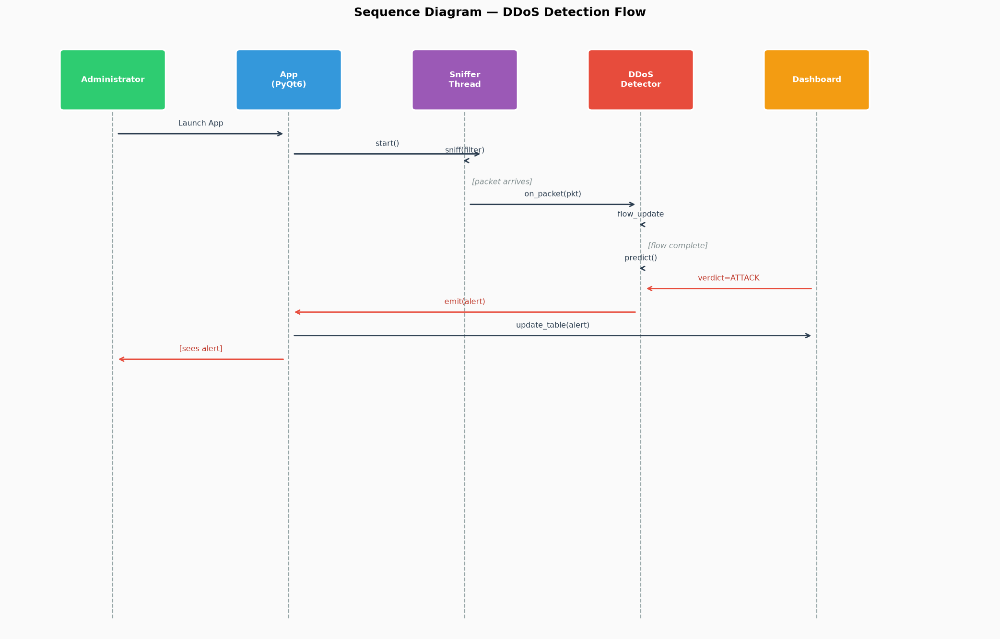 Sequence Diagram — DDoS Detection Flow
Administrator
App
(PyQt6)
Sniffer
Thread
DDoS
Detector
Dashboard
Launch App
start()
sniff(filter)
[packet arrives]
on_packet(pkt)
flow_update
[flow complete]
predict()
verdict=ATTACK
emit(alert)
update_table(alert)
[sees alert]